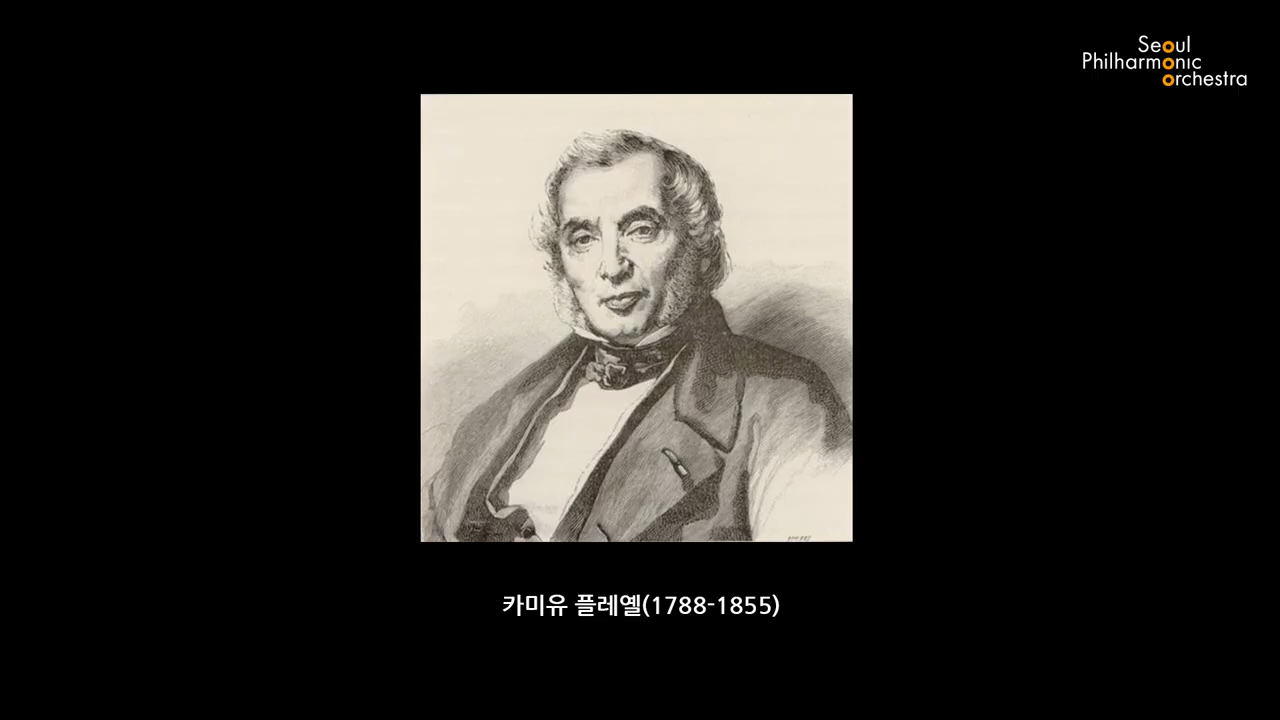 Seoul
Philharmonic
orchestra
카미유 플레옐(1788-1855)